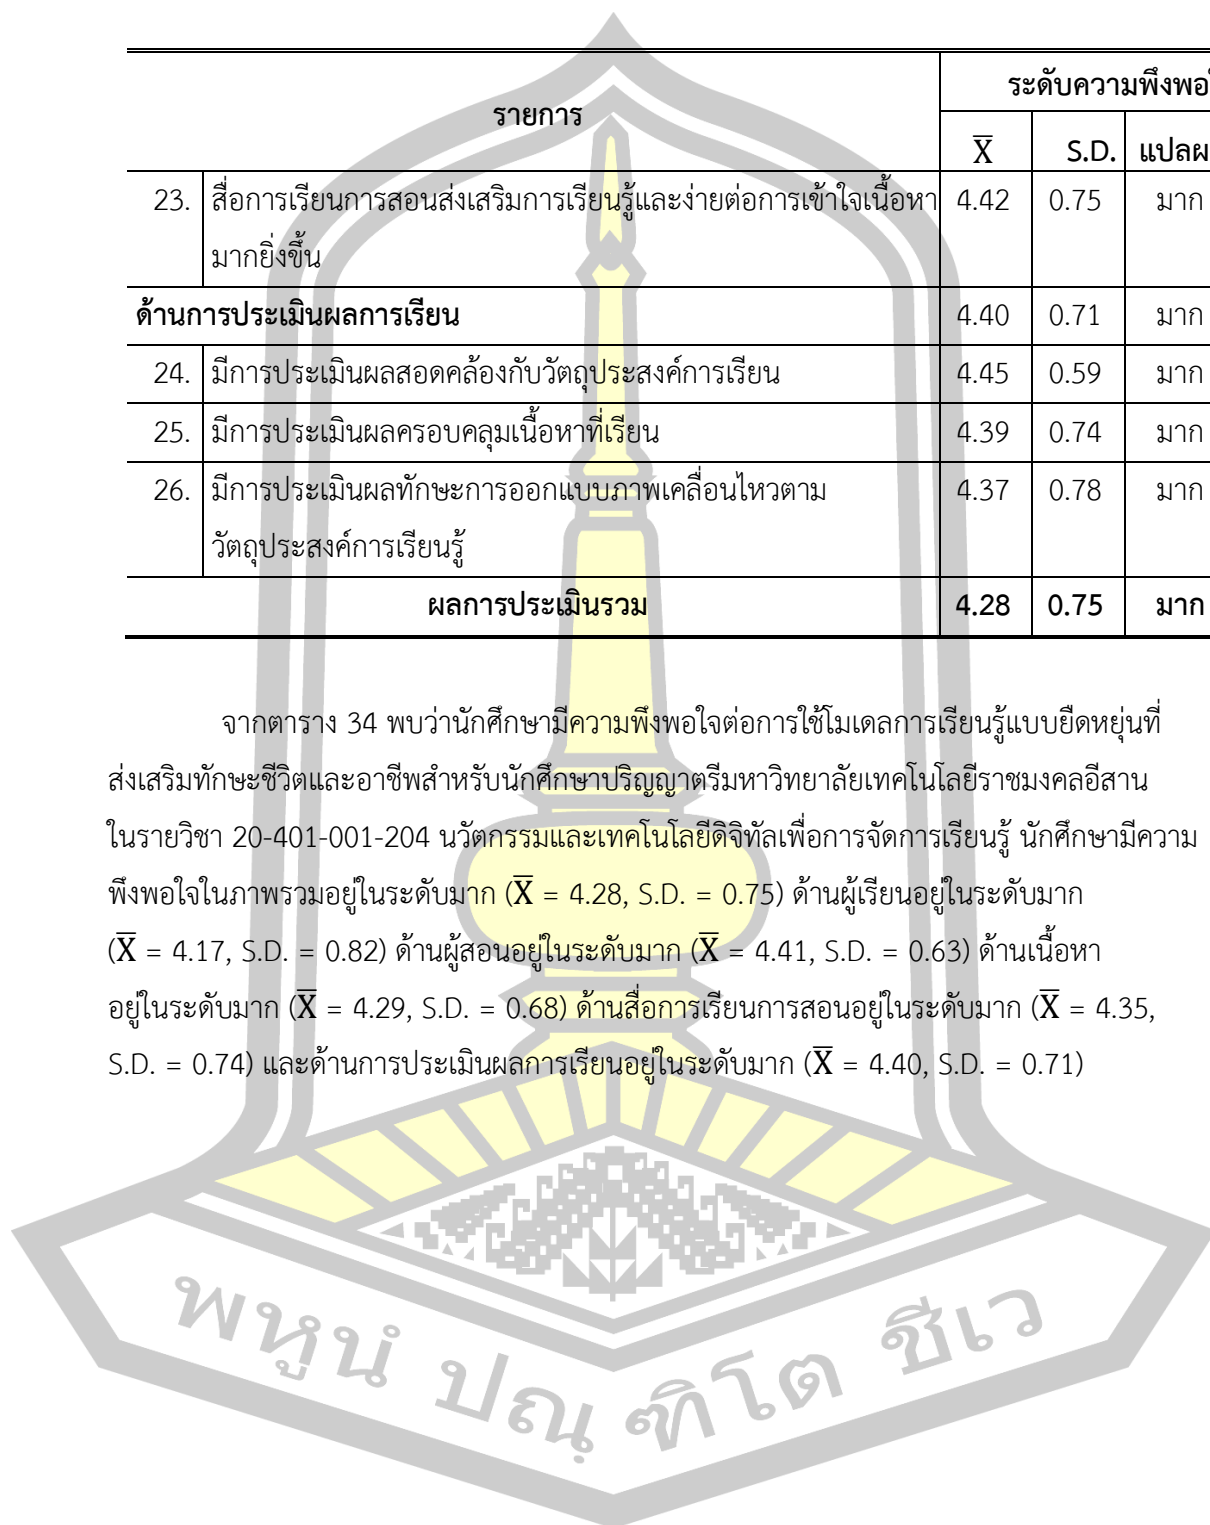 รายการ ระดับความพึงพอใ
X̅ S.D. แปลผ
23. สื่อการเรียนการสอนส่งเสริมการเรียนรู้และง่ายต่อการเข้าใจเนื้อหา 4.42 0.75 มาก
มากยิ่งขึ้น
ด้านการประเมินผลการเรียน 4.40 0.71 มาก
24. มีการประเมินผลสอดคล้องกับวัตถุประสงค์การเรียน 4.45 0.59 มาก
25. มีการประเมินผลครอบคลุมเนื้อหาที่เรียน 4.39 0.74 มาก
26. มีการประเมินผลทักษะการออกแบบภาพเคลื่อนไหวตาม 4.37 0.78 มาก
วัตถุประสงค์การเรียนรู้
ผลการประเมินรวม 4.28 0.75 มาก
จากตาราง 34 พบว่านักศึกษามีความพึงพอใจต่อการใช้โมเดลการเรียนรู้แบบยืดหยุ่นที่
ส่งเสริมทักษะชีวิตและอาชีพสำหรับนักศึกษาปริญญาตรีมหาวิทยาลัยเทคโนโลยีราชมงคลอีสาน
ในรายวิชา 20-401-001-204 นวัตกรรมและเทคโนโลยีดิจิทัลเพื่อการจัดการเรียนรู้ นักศึกษามีความ
พึงพอใจในภาพรวมอยู่ในระดับมาก (X̅ = 4.28, S.D. = 0.75) ด้านผู้เรียนอยู่ในระดับมาก
(X̅ = 4.17, S.D. = 0.82) ด้านผู้สอนอยู่ในระดับมาก (X̅ = 4.41, S.D. = 0.63) ด้านเนื้อหา
อยู่ในระดับมาก (X̅ = 4.29, S.D. = 0.68) ด้านสื่อการเรียนการสอนอยู่ในระดับมาก (X̅ = 4.35,
S.D. = 0.74) และด้านการประเมินผลการเรียนอยู่ในระดับมาก (X̅ = 4.40, S.D. = 0.71)
พหูนํ ปณฺฑิโต ชีเว